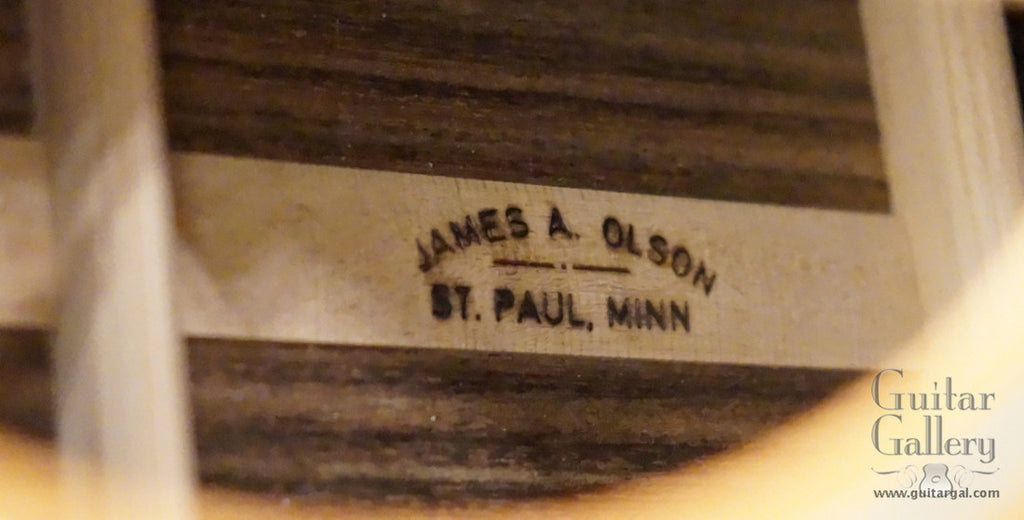 JAMES A. OLSON
ST. PAUL, MINN
Guitar
Gallery
www.guitargal.com